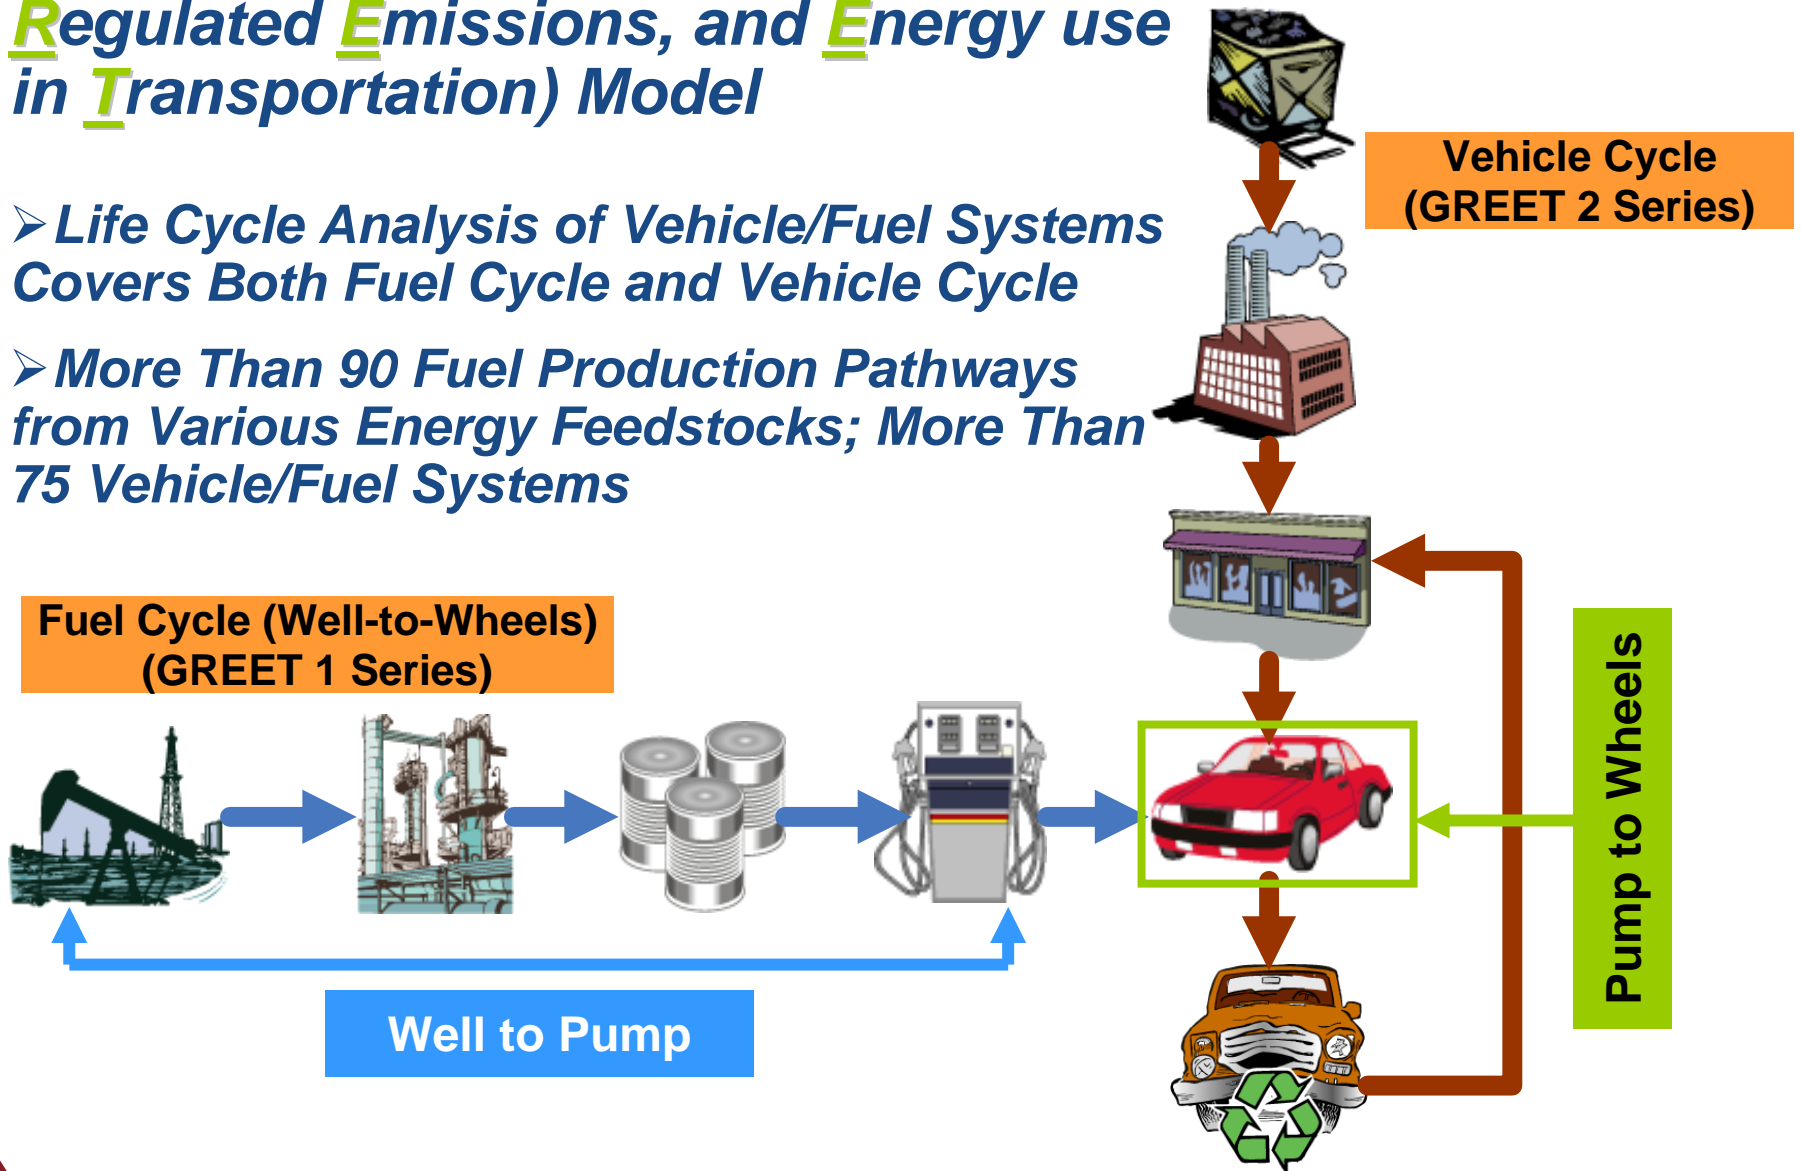 Regulated Emissions, and Energy use
in Transportation) Model
➢Life Cycle Analysis of Vehicle/Fuel Systems
Covers Both Fuel Cycle and Vehicle Cycle
➢More Than 90 Fuel Production Pathways
from Various Energy Feedstocks; More Than
75 Vehicle/Fuel Systems
Vehicle Cycle
(GREET 2 Series)
Fuel Cycle (Well-to-Wheels)
(GREET 1 Series)
Pump to Wheels
Well to Pump